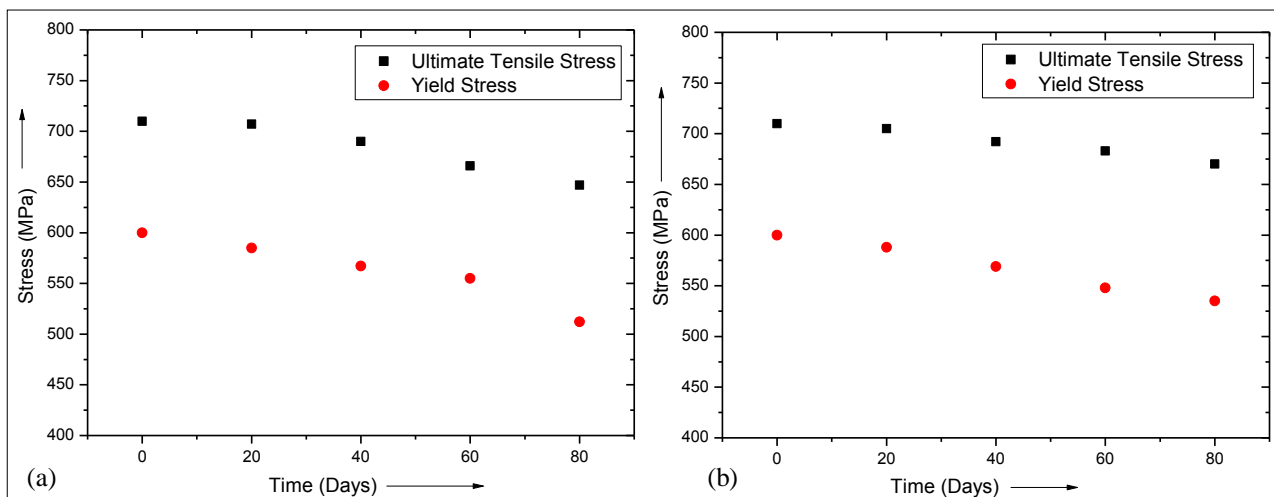 800
750
700
650
600
550
500
450
400
Stress (MPa)
Ultimate Tensile Stress
Yield Stress
0 20 40 60 80
Time (Days)
(a)
800
750
700
650
600
550
500
450
400
Stress (MPa)
Ultimate Tensile Stress
Yield Stress
0 20 40 60 80
Time (Days)
(b)